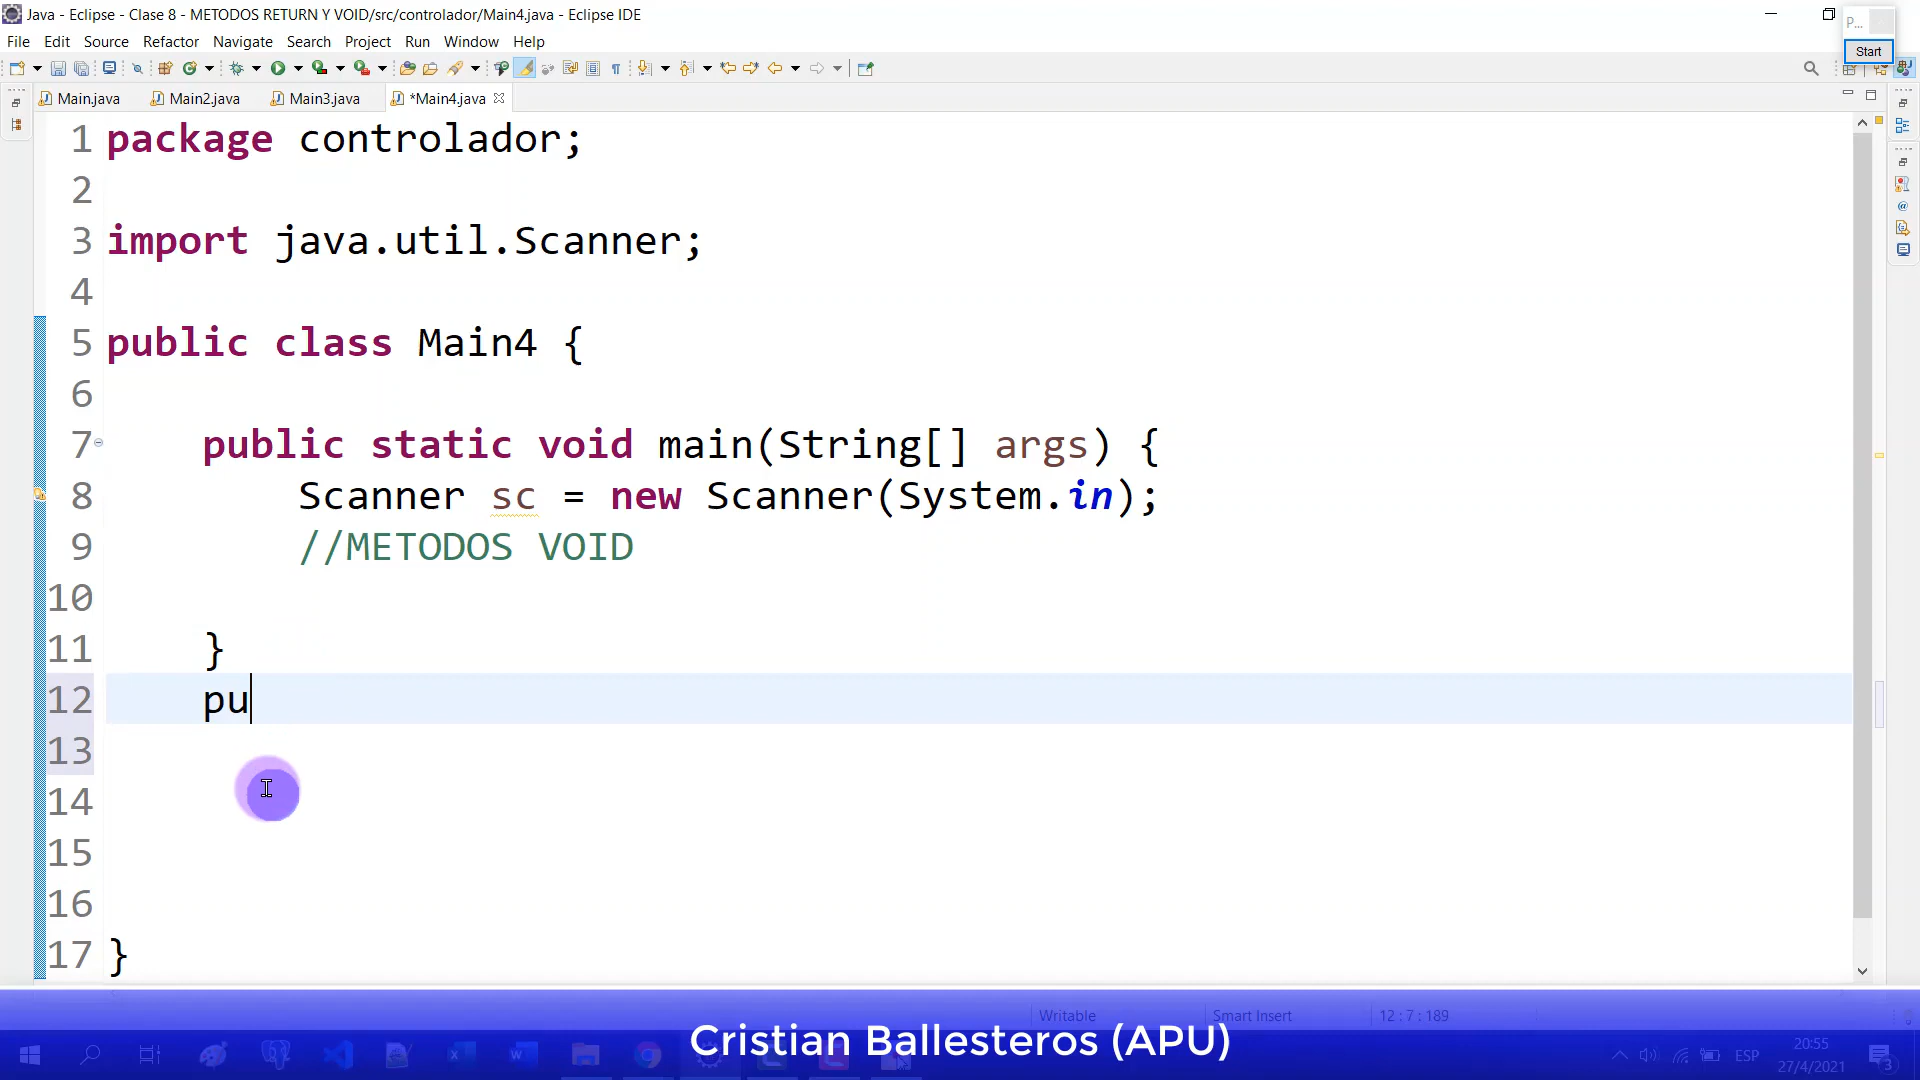 Java - Eclipse - Clase 8 - METODOS RETURN Y VOID/src/controlador/Main4.java - Eclipse IDE
P...
Start
File Edit Source Refactor Navigate Search Project Run Window Help
Main.java Main2.java Main3.java *Main4.java
1 package controlador;
2
3 import java.util.Scanner;
4
5 public class Main4 {
6
7 public static void main(String[] args) {
8 Scanner sc = new Scanner(System.in);
9 //METODOS VOID
10
11 }
12 pu
13
14
15
16
17 }
Writable Smart Insert 12 : 7 : 189
Cristian Ballesteros (APU)
ESP
20:55
27/4/2021
3